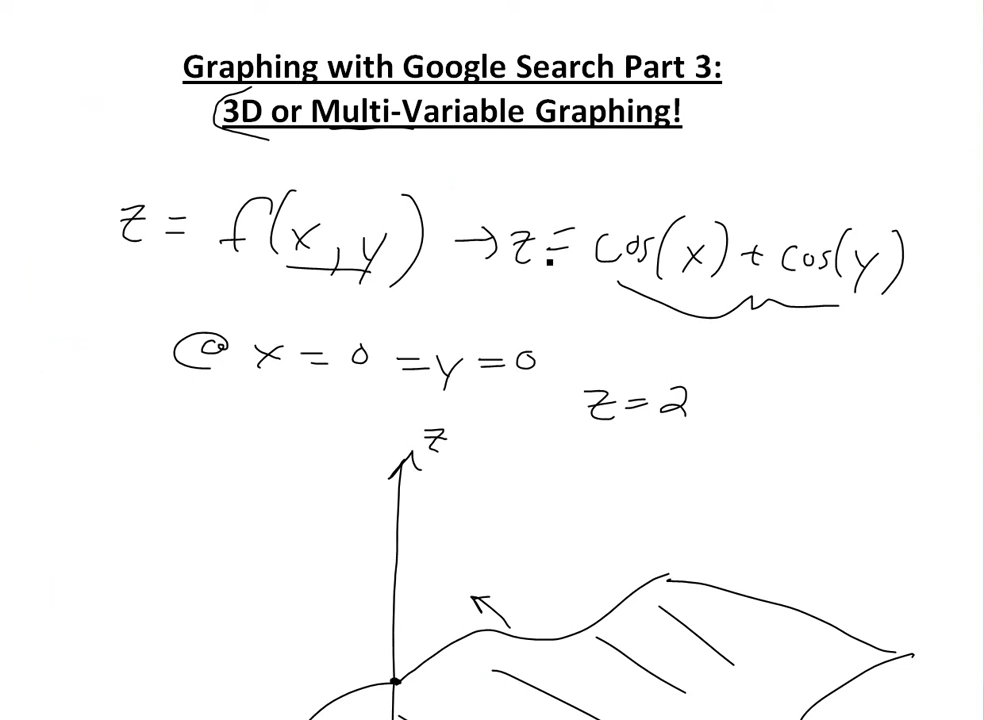 Graphing with Google Search Part 3:
3D or Multi-Variable Graphing!
z = f(x, y) → z = cos(x) + cos(y)
@ x = 0 = y = 0
z = 2
z